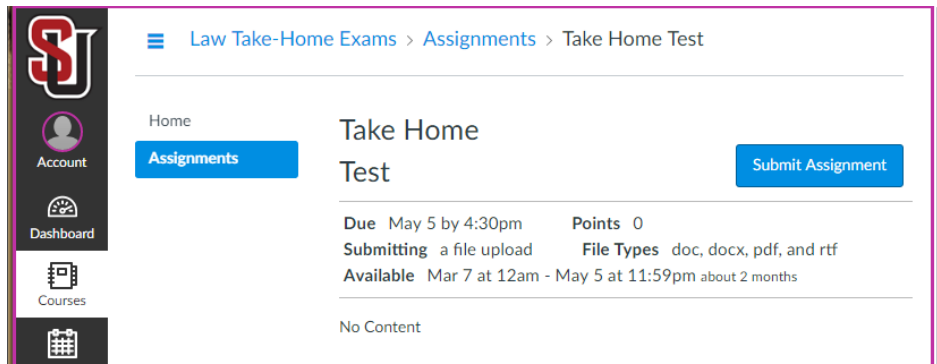 SU
Law Take-Home Exams > Assignments > Take Home Test
Account
Dashboard
Courses
Home
Assignments
Take Home
Test
Submit Assignment
Due May 5 by 4:30pm Points 0
Submitting a file upload File Types doc, docx, pdf, and rtf
Available Mar 7 at 12am - May 5 at 11:59pm about 2 months
No Content